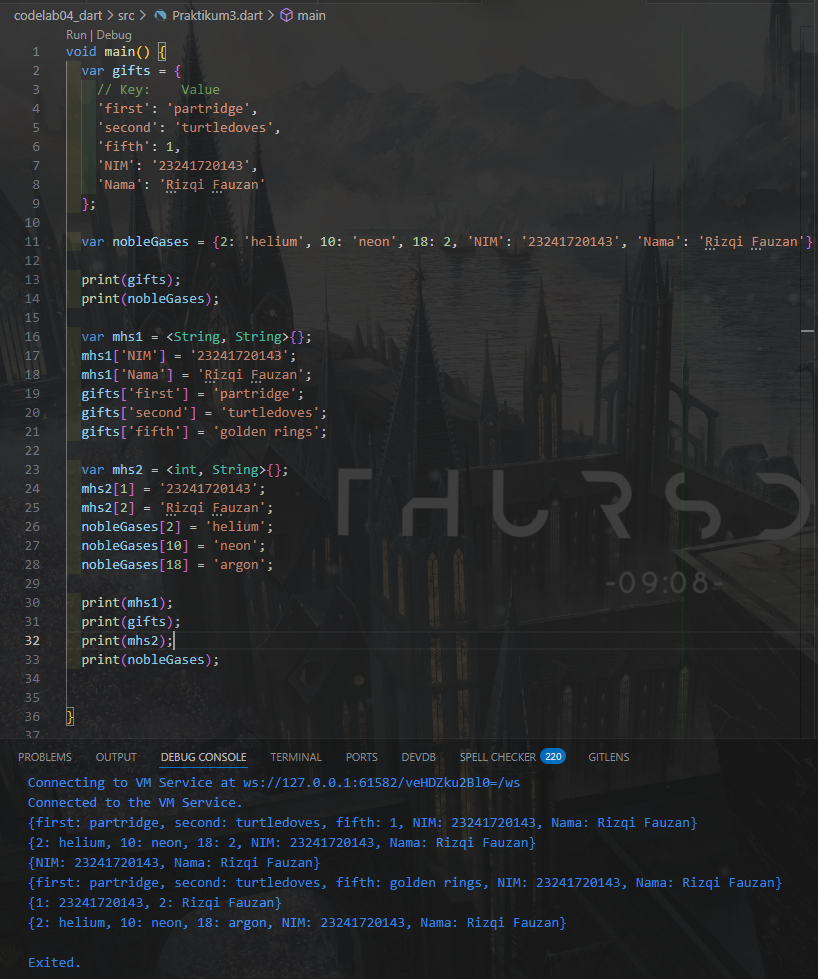 codelab04_dart > src > Praktikum3.dart > main
Run | Debug
1 void main() {
2 var gifts = {
3 // Key:    Value
4 'first': 'partridge',
5 'second': 'turtledoves',
6 'fifth': 1,
7 'NIM': '23241720143',
8 'Nama': 'Rizqi Fauzan'
9 };
10
11 var nobleGases = {2: 'helium', 10: 'neon', 18: 2, 'NIM': '23241720143', 'Nama': 'Rizqi Fauzan'}
12
13 print(gifts);
14 print(nobleGases);
15
16 var mhs1 = <String, String>{};
17 mhs1['NIM'] = '23241720143';
18 mhs1['Nama'] = 'Rizqi Fauzan';
19 gifts['first'] = 'partridge';
20 gifts['second'] = 'turtledoves';
21 gifts['fifth'] = 'golden rings';
22
23 var mhs2 = <int, String>{};
24 mhs2[1] = '23241720143';
25 mhs2[2] = 'Rizqi Fauzan';
26 nobleGases[2] = 'helium';
27 nobleGases[10] = 'neon';
28 nobleGases[18] = 'argon';
29
30 print(mhs1);
31 print(gifts);
32 print(mhs2);
33 print(nobleGases);
34
35
36 }
37
THURSD
-09:08-
PROBLEMS OUTPUT DEBUG CONSOLE TERMINAL PORTS DEVDB SPELL CHECKER 220 GITLENS
Connecting to VM Service at ws://127.0.0.1:61582/veHDZku2Bl0=/ws
Connected to the VM Service.
{first: partridge, second: turtledoves, fifth: 1, NIM: 23241720143, Nama: Rizqi Fauzan}
{2: helium, 10: neon, 18: 2, NIM: 23241720143, Nama: Rizqi Fauzan}
{NIM: 23241720143, Nama: Rizqi Fauzan}
{first: partridge, second: turtledoves, fifth: golden rings, NIM: 23241720143, Nama: Rizqi Fauzan}
{1: 23241720143, 2: Rizqi Fauzan}
{2: helium, 10: neon, 18: argon, NIM: 23241720143, Nama: Rizqi Fauzan}
Exited.